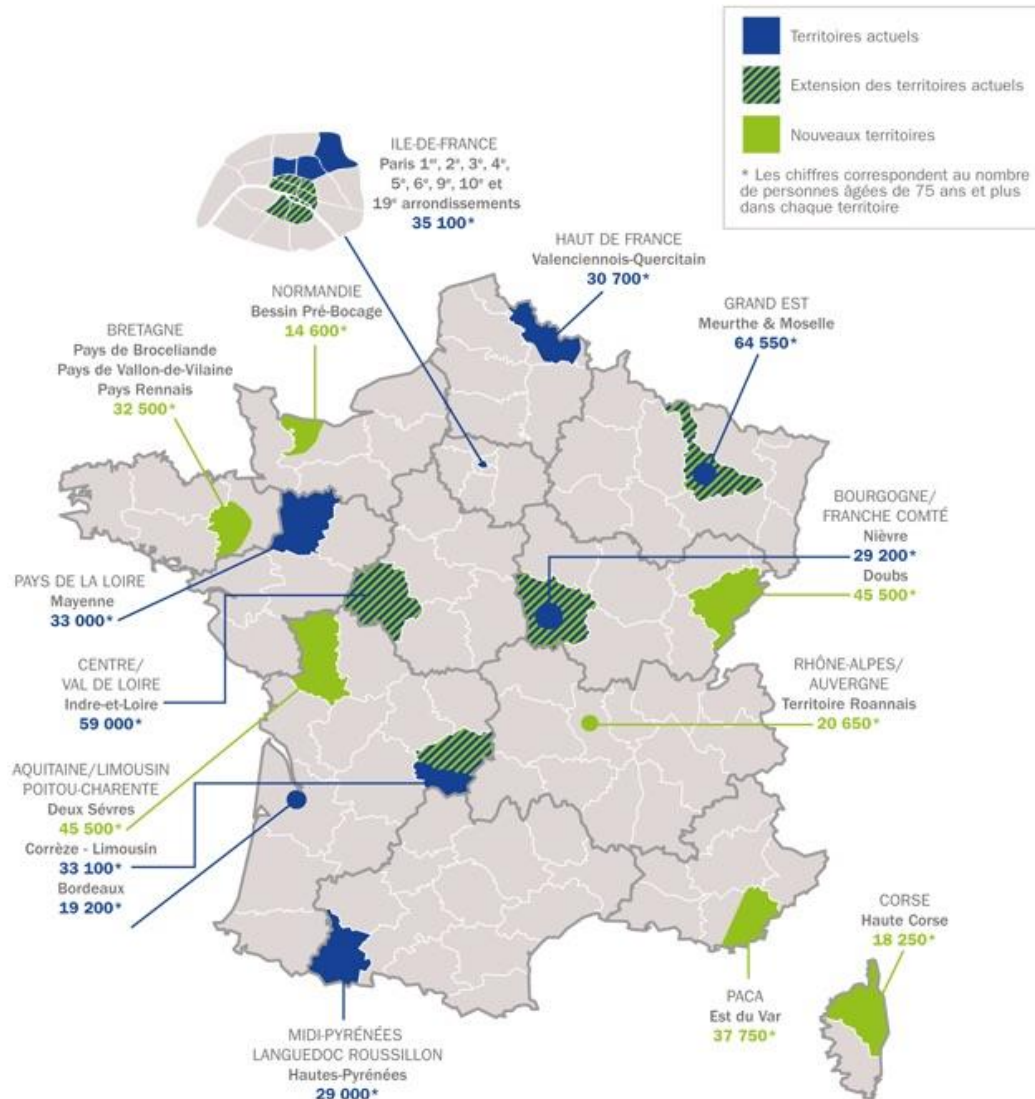 Territoires actuels
Extension des territoires actuels
Nouveaux territoires
* Les chiffres correspondent au nombre
de personnes âgées de 75 ans et plus
dans chaque territoire
ILE-DE-FRANCE
Paris 1er, 2e, 3e, 4e,
5e, 6e, 9e, 10e et
19e arrondissements
35 100*
HAUT DE FRANCE
Valenciennois-Quercitain
30 700*
NORMANDIE
Bessin Pré-Bocage
14 600*
GRAND EST
Meurthe & Moselle
64 550*
BRETAGNE
Pays de Broceliande
Pays de Vallon-de-Vilaine
Pays Rennais
32 500*
BOURGOGNE/
FRANCHE COMTÉ
Nièvre
29 200*
Doubs
45 500*
PAYS DE LA LOIRE
Mayenne
33 000*
CENTRE/
VAL DE LOIRE
Indre-et-Loire
59 000*
RHÔNE-ALPES/
AUVERGNE
Territoire Roannais
20 650*
AQUITAINE/LIMOUSIN
POITOU-CHARENTE
Deux Sévres
45 500*
Corrèze - Limousin
33 100*
Bordeaux
19 200*
CORSE
Haute Corse
18 250*
PACA
Est du Var
37 750*
MIDI-PYRÉNÉES
LANGUEDOC ROUSSILLON
Hautes-Pyrénées
29 000*